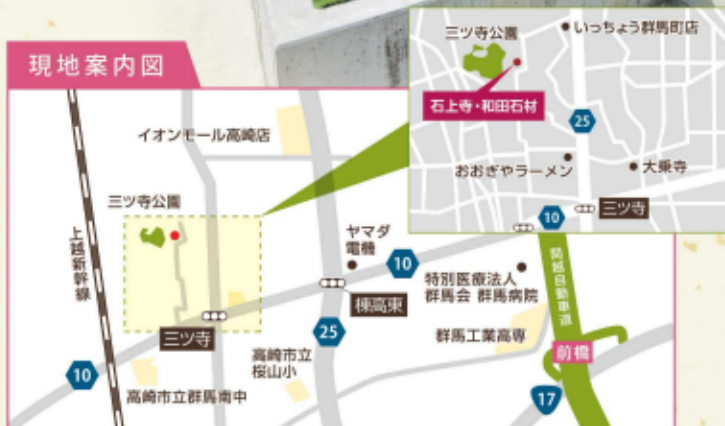 現地案内図
三ツ寺公園
いっちょう群馬町店
石上寺・和田石材
25
おおぎやラーメン
大乗寺
10
三ツ寺
イオンモール高崎店
三ツ寺公園
上越新幹線
ヤマダ
電機
10
特別医療法人
群馬会 群馬病院
関越自動車道
棟高東
三ツ寺
25
群馬工業高専
前橋
高崎市立
桜山小
10
高崎市立群馬南中
17